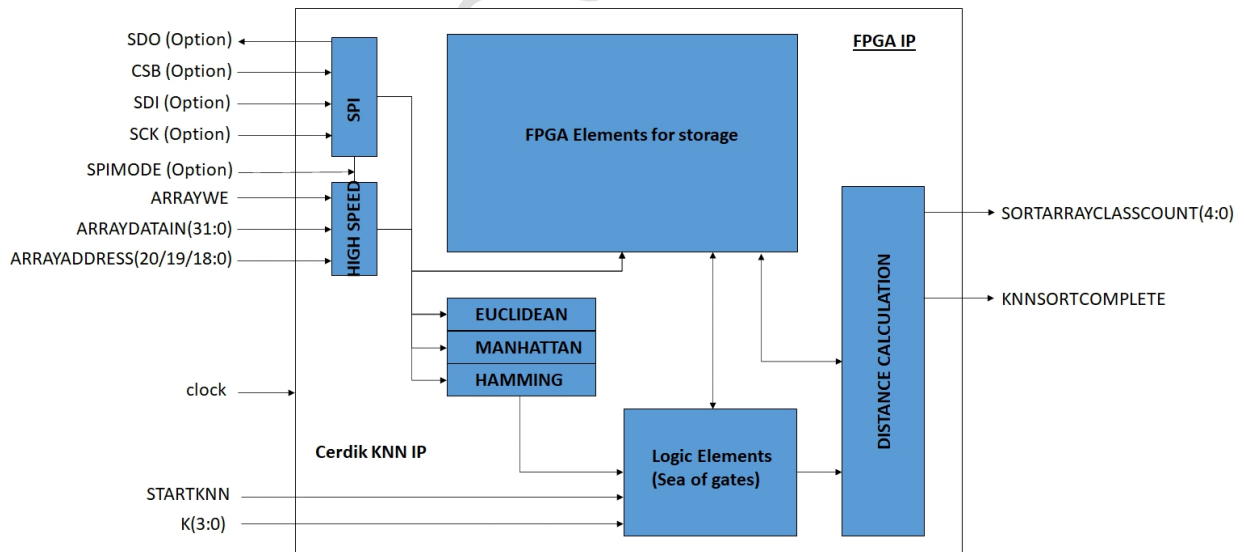 SDO (Option)
CSB (Option)
SDI (Option)
SCK (Option)
SPIMODE (Option)
ARRAYWE
ARRAYDATAIN(31:0)
ARRAYADDRESS(20/19/18:0)
clock
STARTKNN
K(3:0)
SPI
HIGH SPEED
FPGA Elements for storage
FPGA IP
EUCLIDEAN
MANHATTAN
HAMMING
Cerdik KNN IP
Logic Elements
(Sea of gates)
DISTANCE CALCULATION
SORTARRAYCLASSCOUNT(4:0)
KNNSORTCOMPLETE